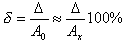 δ = Δ/A₀ ≈ Δ/Aₓ 100%